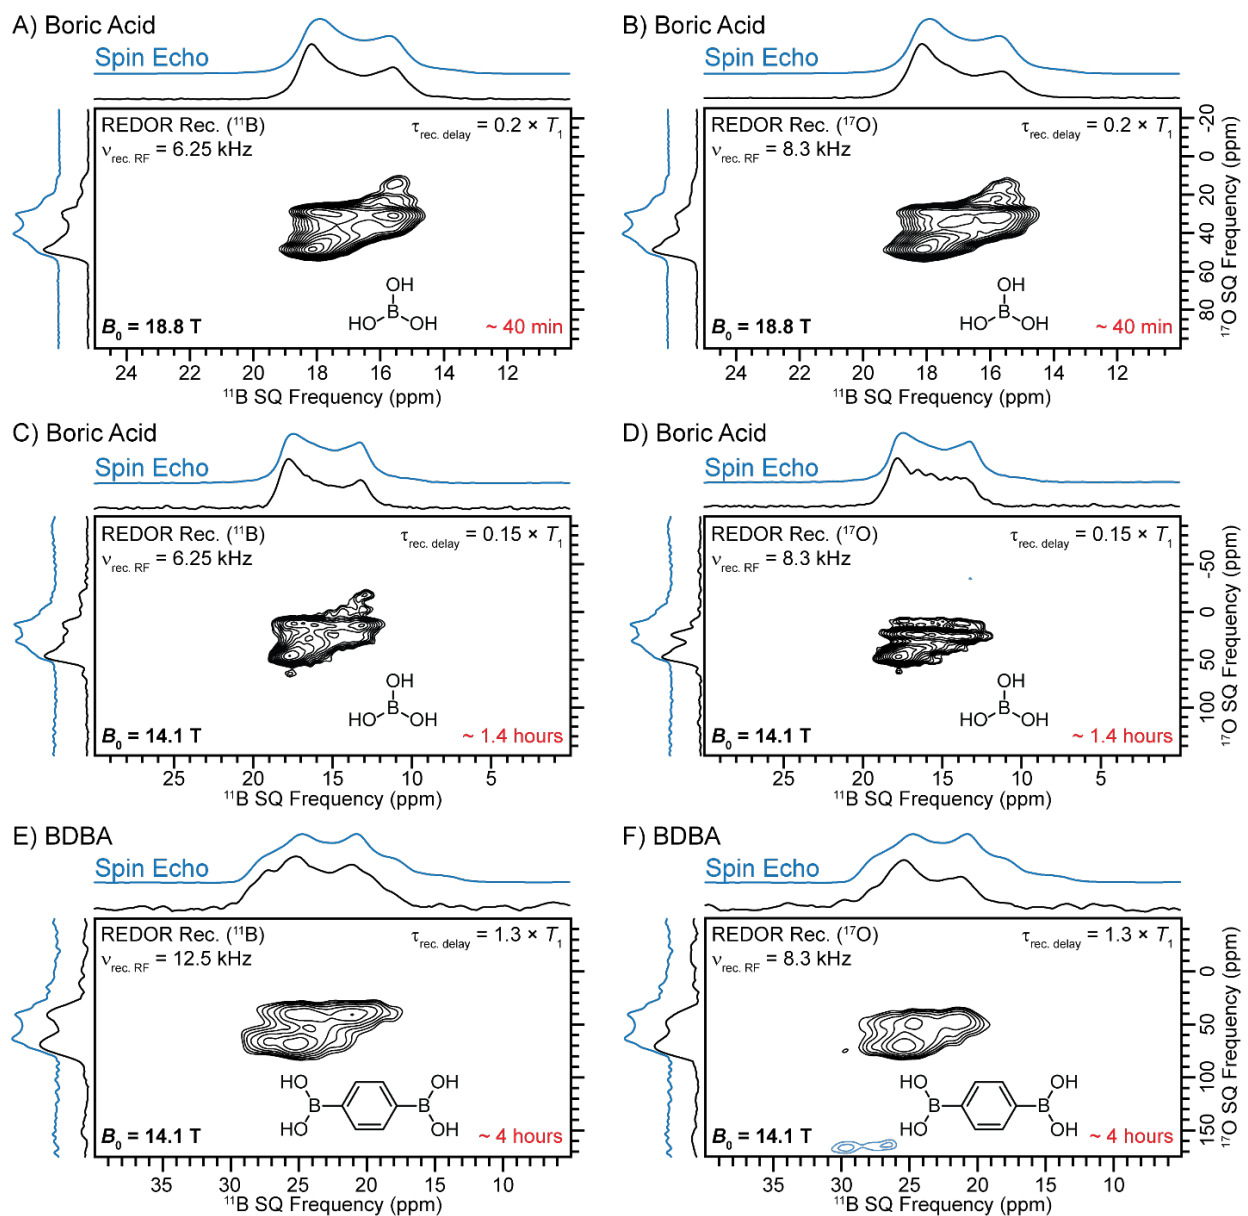 A) Boric Acid
Spin Echo
REDOR Rec. (¹¹B)
τrec. delay = 0.2 × T₁
νrec. RF = 6.25 kHz
OH
B
HO OH
B₀ = 18.8 T
~ 40 min
24 22 20 18 16 14 12
¹¹B SQ Frequency (ppm)
B) Boric Acid
Spin Echo
REDOR Rec. (¹⁷O)
τrec. delay = 0.2 × T₁
νrec. RF = 8.3 kHz
OH
B
HO OH
B₀ = 18.8 T
~ 40 min
24 22 20 18 16 14 12
¹¹B SQ Frequency (ppm)
-20
0
20
40
60
80
¹⁷O SQ Frequency (ppm)
C) Boric Acid
Spin Echo
REDOR Rec. (¹¹B)
τrec. delay = 0.15 × T₁
νrec. RF = 6.25 kHz
OH
B
HO OH
B₀ = 14.1 T
~ 1.4 hours
25 20 15 10 5
¹¹B SQ Frequency (ppm)
D) Boric Acid
Spin Echo
REDOR Rec. (¹⁷O)
τrec. delay = 0.15 × T₁
νrec. RF = 8.3 kHz
OH
B
HO OH
B₀ = 14.1 T
~ 1.4 hours
25 20 15 10 5
¹¹B SQ Frequency (ppm)
-50
0
50
100
¹⁷O SQ Frequency (ppm)
E) BDBA
Spin Echo
REDOR Rec. (¹¹B)
τrec. delay = 1.3 × T₁
νrec. RF = 12.5 kHz
HO OH
B B
HO OH
B₀ = 14.1 T
~ 4 hours
35 30 25 20 15 10
¹¹B SQ Frequency (ppm)
F) BDBA
Spin Echo
REDOR Rec. (¹⁷O)
τrec. delay = 1.3 × T₁
νrec. RF = 8.3 kHz
HO OH
B B
HO OH
B₀ = 14.1 T
~ 4 hours
35 30 25 20 15 10
¹¹B SQ Frequency (ppm)
0
50
100
150
¹⁷O SQ Frequency (ppm)